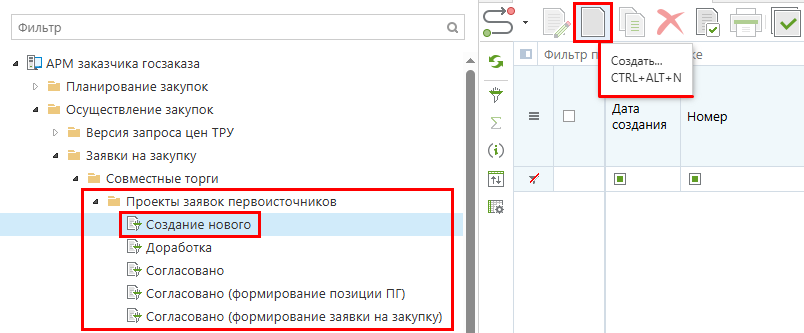 Фильтр
АРМ заказчика госзаказа
Планирование закупок
Осуществление закупок
Версия запроса цен ТРУ
Заявки на закупку
Совместные торги
Проекты заявок первоисточников
Создание нового
Доработка
Согласовано
Согласовано (формирование позиции ПГ)
Согласовано (формирование заявки на закупку)
Фильтр п
ке
Создать...
CTRL+ALT+N
Дата
создания
Номер